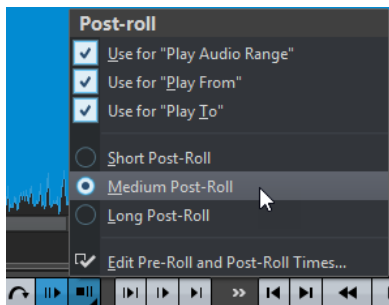 Post-roll
Use for "Play Audio Range"
Use for "Play From"
Use for "Play To"
Short Post-Roll
Medium Post-Roll
Long Post-Roll
Edit Pre-Roll and Post-Roll Times...